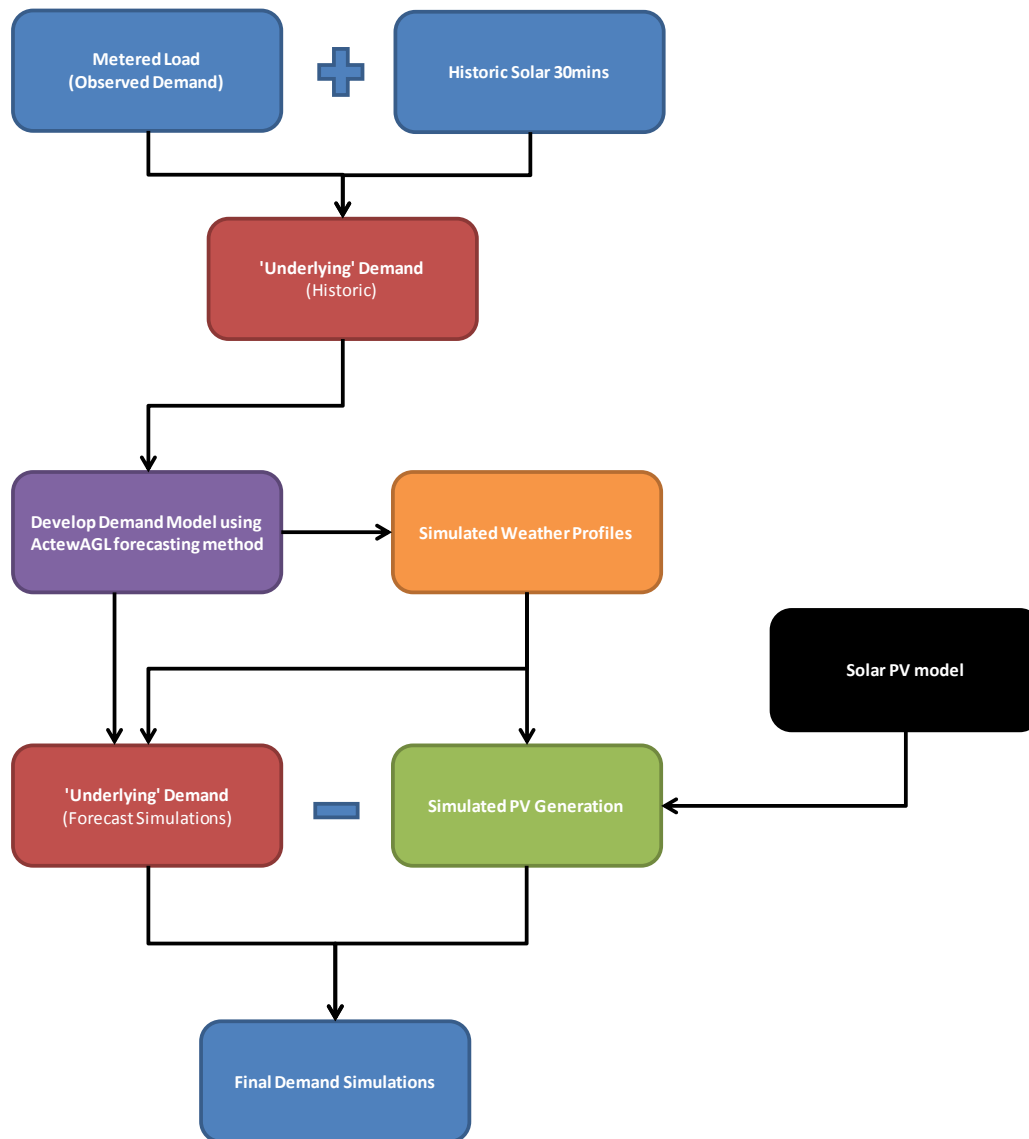 Metered Load
(Observed Demand)
Historic Solar 30mins
'Underlying' Demand
(Historic)
Develop Demand Model using
ActewAGL forecasting method
Simulated Weather Profiles
Solar PV model
'Underlying' Demand
(Forecast Simulations)
Simulated PV Generation
Final Demand Simulations